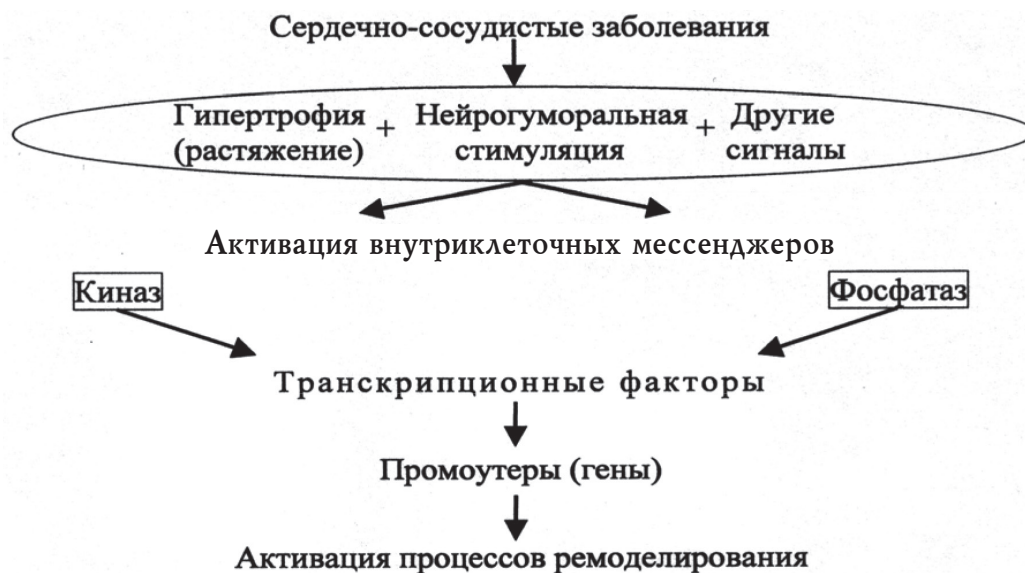 Сердечно-сосудистые заболевания
Гипертрофия + Нейрогуморальная + Другие
(растяжение) стимуляция сигналы
Активация внутриклеточных мессенджеров
Киназ Фосфатаз
Транскрипционные факторы
Промоутеры (гены)
Активация процессов ремоделирования